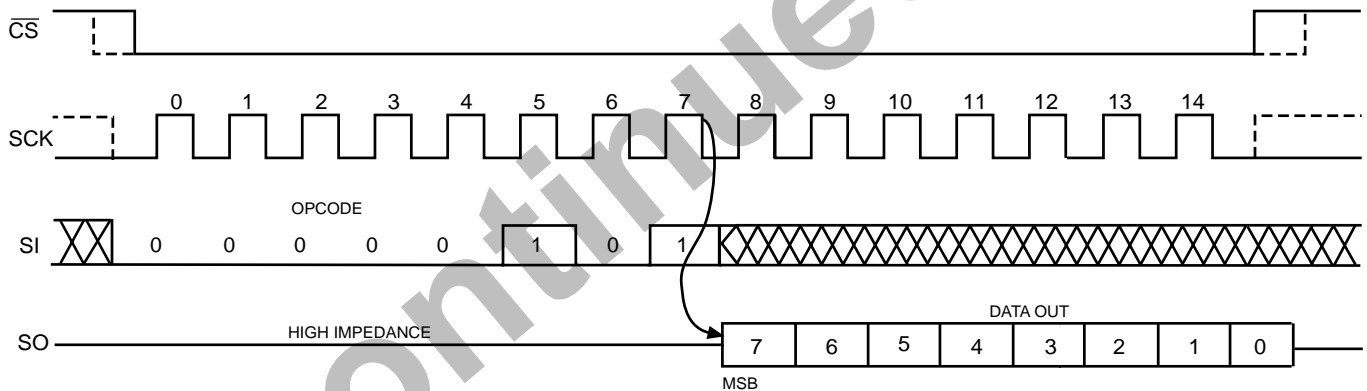 CS
0 1 2 3 4 5 6 7 8 9 10 11 12 13 14
SCK
OPCODE
SI 0 0 0 0 0 1 0 1
DATA OUT
HIGH IMPEDANCE
SO 7 6 5 4 3 2 1 0
MSB
ontinue